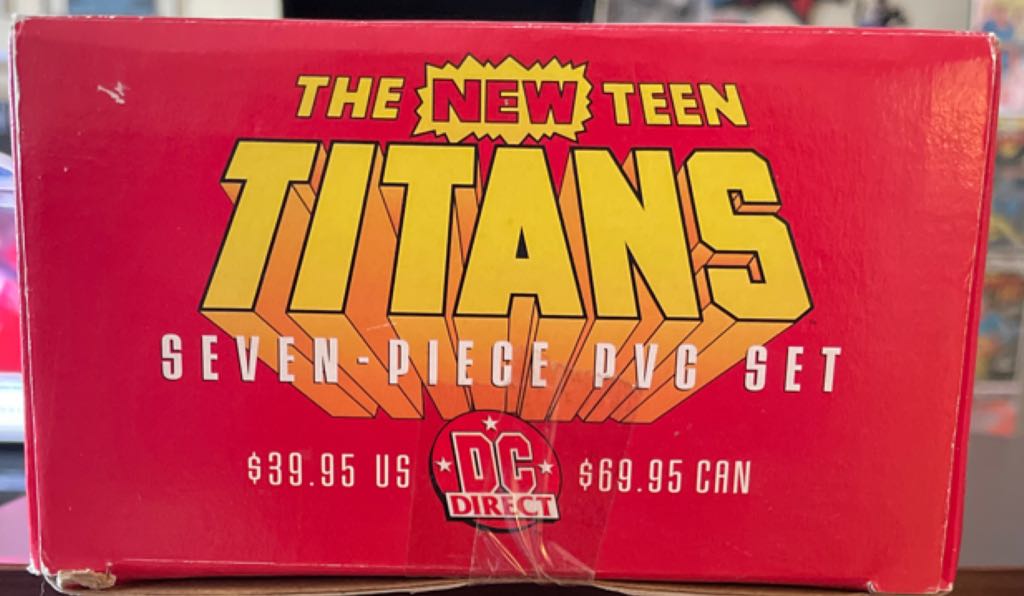 THE NEW TEEN
TITANS
SEVEN-PIECE PVC SET
$39.95 US
DC
DIRECT
$69.95 CAN